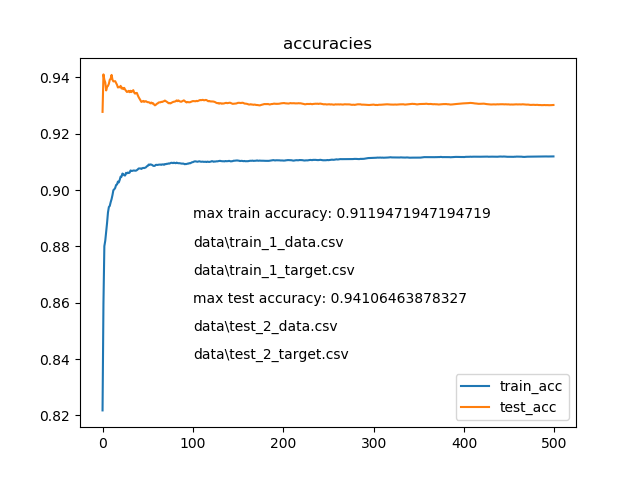 accuracies
0.94
0.92
0.90
0.88
0.86
0.84
0.82
max train accuracy: 0.9119471947194719
data\train_1_data.csv
data\train_1_target.csv
max test accuracy: 0.94106463878327
data\test_2_data.csv
data\test_2_target.csv
train_acc
test_acc
0 100 200 300 400 500